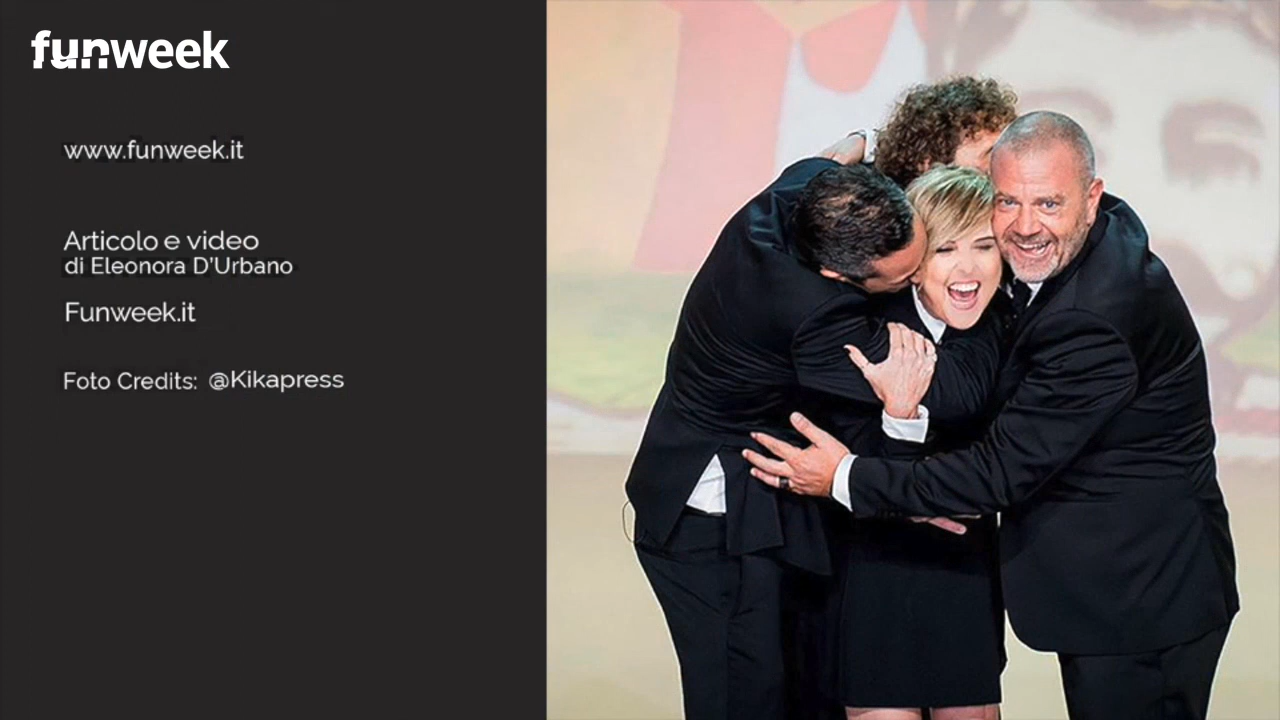 funweek
www.funweek.it
Articolo e video
di Eleonora D'Urbano
Funweek.it
Foto Credits: @Kikapress